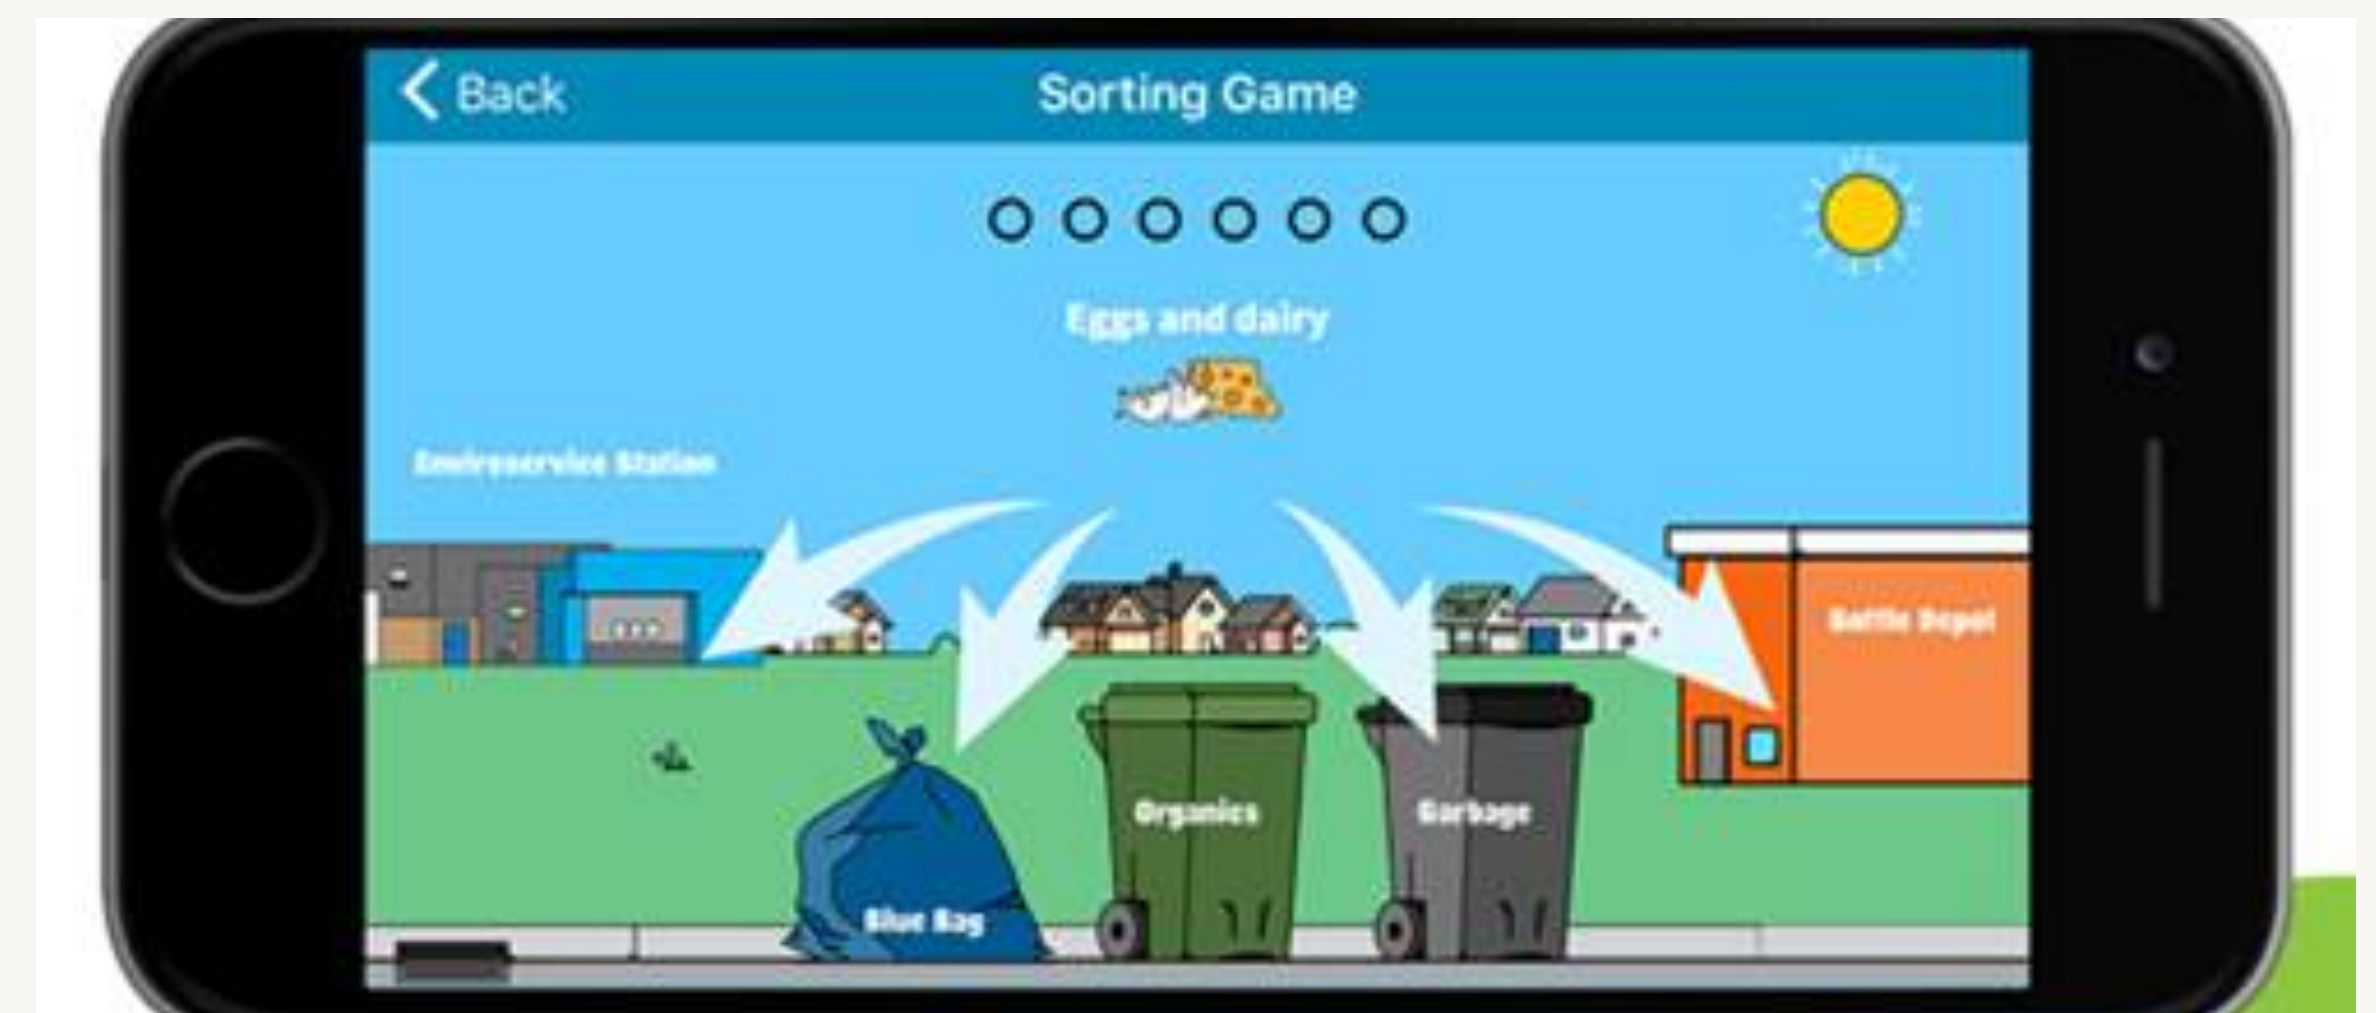 Back
Sorting Game
Eggs and dairy
Enviroservice Station
Bottle Depot
Organics
Garbage
Blue Bag